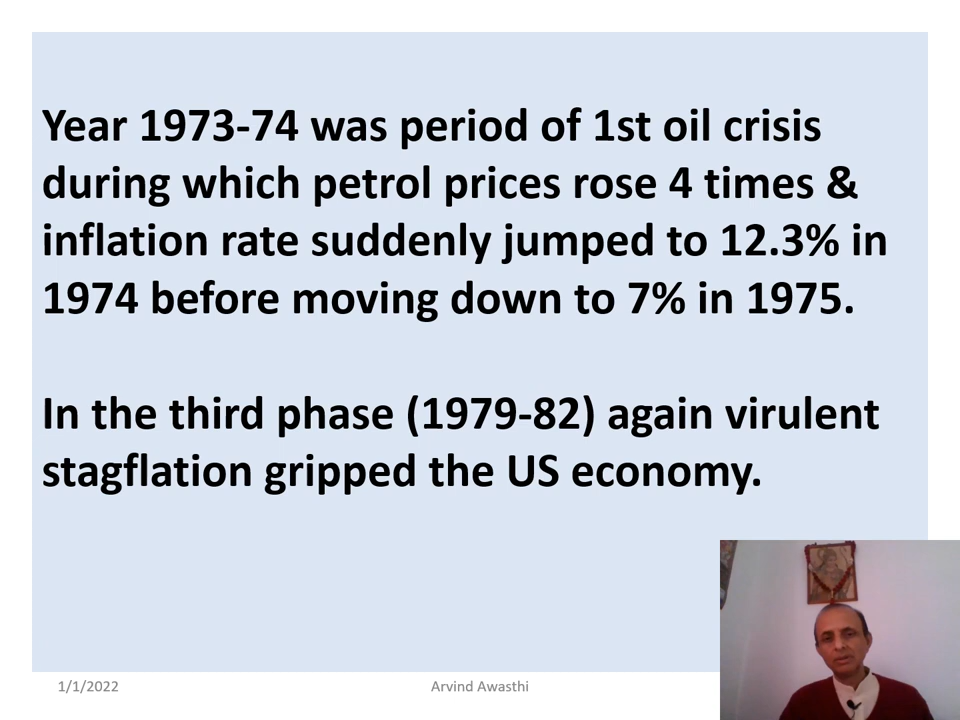 Year 1973-74 was period of 1st oil crisis
during which petrol prices rose 4 times &
inflation rate suddenly jumped to 12.3% in
1974 before moving down to 7% in 1975.
In the third phase (1979-82) again virulent
stagflation gripped the US economy.
1/1/2022
Arvind Awasthi